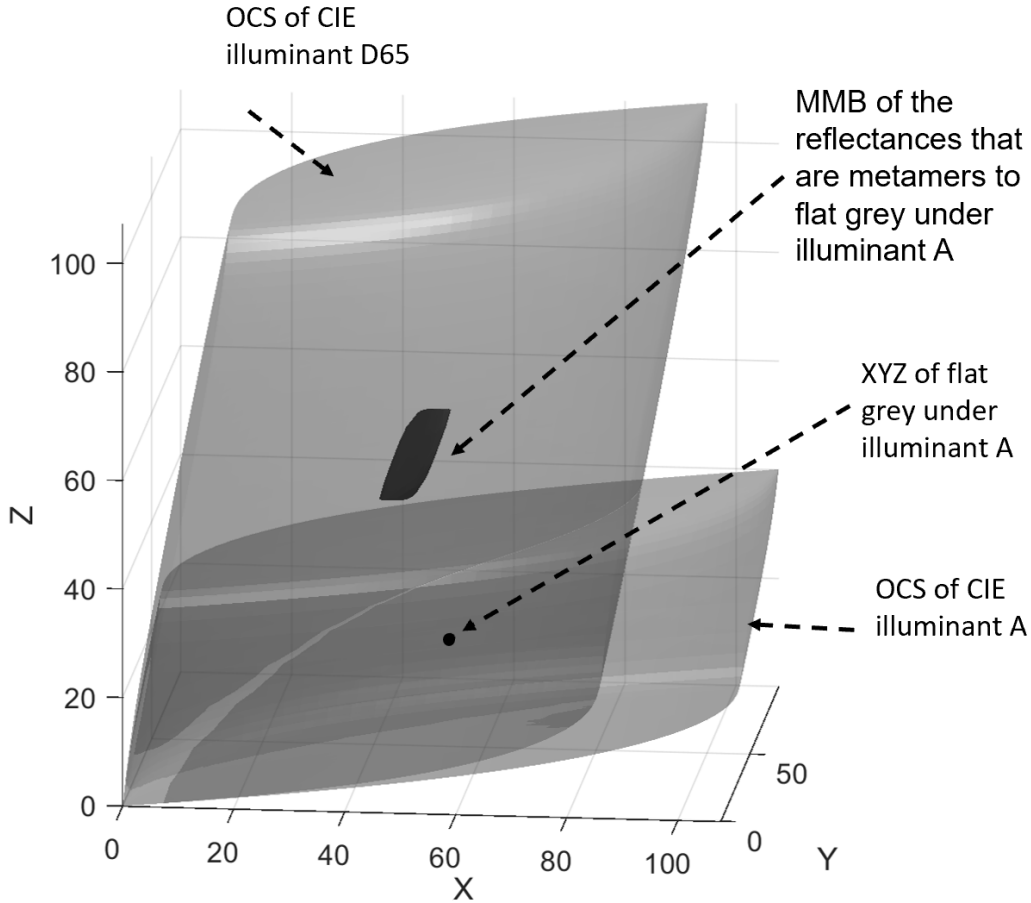 OCS of CIE
illuminant D65
MMB of the
reflectances that
are metamers to
flat grey under
illuminant A
XYZ of flat
grey under
illuminant A
OCS of CIE
illuminant A
100
80
60
40
20
0
Z
0
20
40
60
80
100
X
0
50
Y